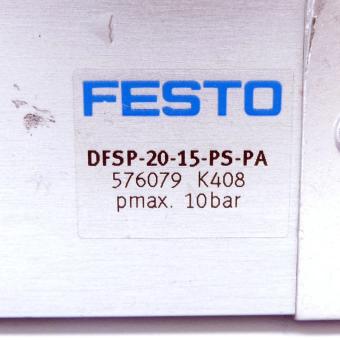 FESTO
DFSP-20-15-PS-PA
576079 K408
pmax. 10bar